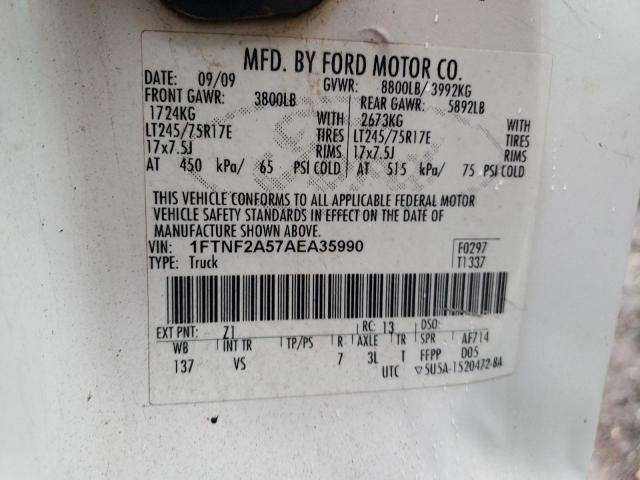 MFD. BY FORD MOTOR CO.
DATE: 09/09 GVWR: 8800LB/ 3992KG
FRONT GAWR: 3800LB REAR GAWR: 5892LB
1724KG WITH 2673KG WITH
LT245/75R17E TIRES LT245/75R17E TIRES
17x7.5J RIMS 17x7.5J RIMS
AT 450 kPa/ 65 PSI COLD AT 515 kPa/ 75 PSI COLD
THIS VEHICLE CONFORMS TO ALL APPLICABLE FEDERAL MOTOR
VEHICLE SAFETY STANDARDS IN EFFECT ON THE DATE OF
MANUFACTURE SHOWN ABOVE.
VIN: 1FTNF2A57AEA35990 F0297
TYPE: Truck T1337
EXT PNT: Z1 RC: 13 DSO:
WB INT TR TP/PS R AXLE TR SPR AF714
137 VS 7 3L T FFPP D05
UTC ▽5U5A-1520472-BA